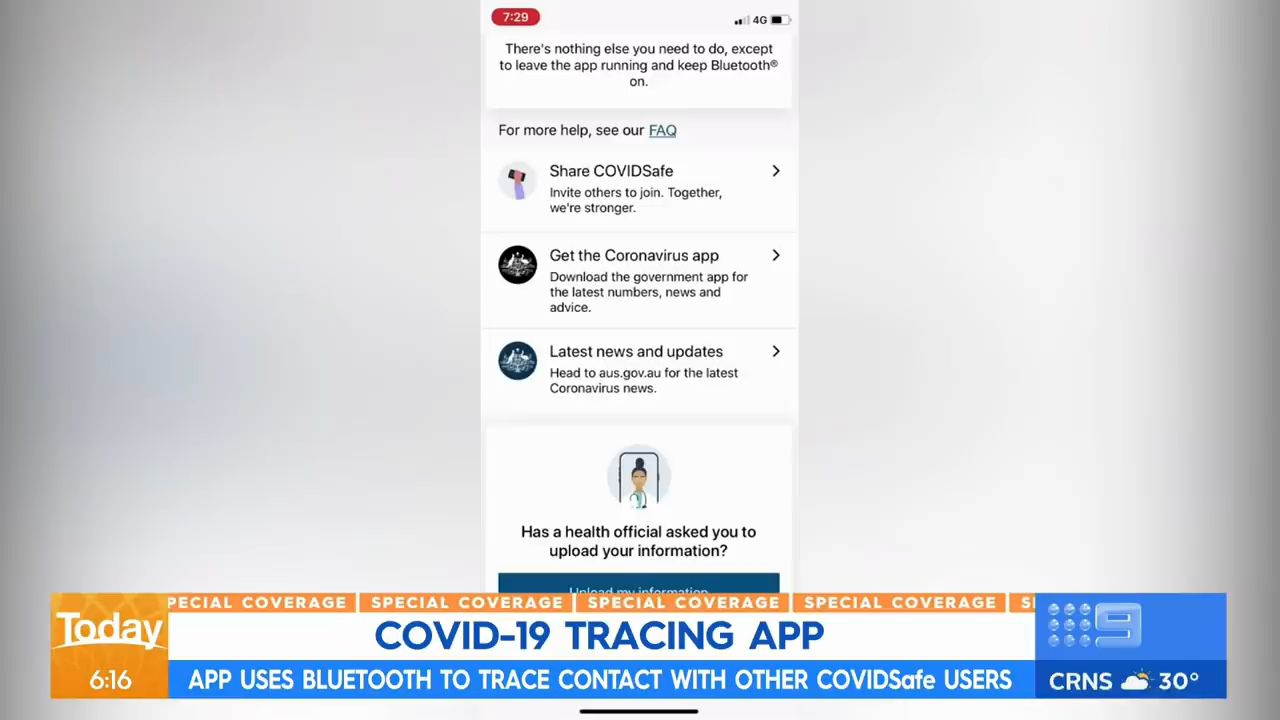 7:29
4G
There's nothing else you need to do, except
to leave the app running and keep Bluetooth®
on.
For more help, see our FAQ
Share COVIDSafe
Invite others to join. Together,
we're stronger.
Get the Coronavirus app
Download the government app for
the latest numbers, news and
advice.
Latest news and updates
Head to aus.gov.au for the latest
Coronavirus news.
Has a health official asked you to
upload your information?
Upload my information
PECIAL COVERAGE SPECIAL COVERAGE SPECIAL COVERAGE SPECIAL COVERAGE S
Today
COVID-19 TRACING APP
9
6:16
APP USES BLUETOOTH TO TRACE CONTACT WITH OTHER COVIDSafe USERS
CRNS 30°